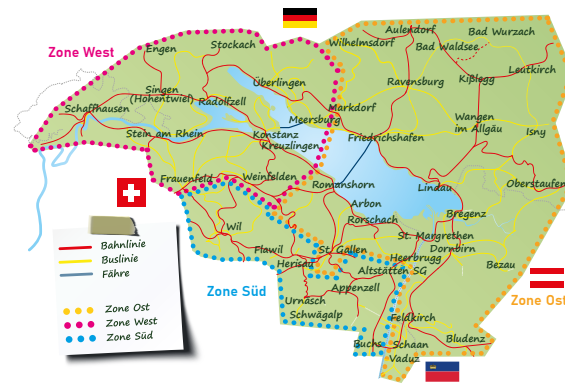 Aulendorf
Bad Wurzach
Wilhelmsdorf
Zone West
Engen
Stockach
Bad Waldsee
Leutkirch
Überlingen
Ravensburg
Kißlegg
Singen
(Hohentwiel)
Radolfzell
Schaffhausen
Markdorf
Meersburg
Wangen
im Allgäu
Isny
Stein am Rhein
Konstanz
Kreuzlingen
Friedrichshafen
Frauenfeld
Weinfelden
Romanshorn
Lindau
Oberstaufen
Arbon
Rorschach
Bregenz
Wil
St. Margrethen
Dornbirn
Flawil
St. Gallen
Heerbrugg
Herisau
Altstätten SG
Bezau
Zone Süd
Appenzell
Zone Ost
Urnäsch
Schwägalp
Feldkirch
Buchs
Schaan
Bludenz
Vaduz
Bahnlinie
Buslinie
Fähre
Zone Ost
Zone West
Zone Süd